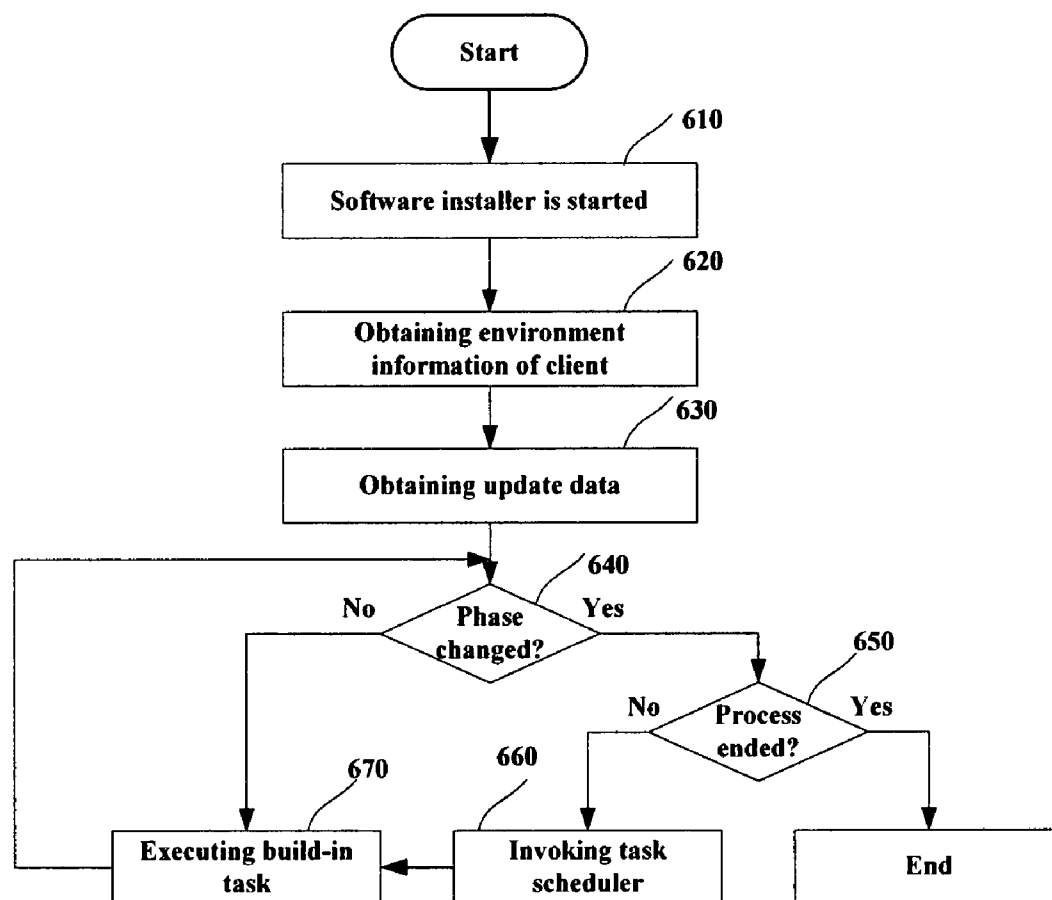 Start
610
Software installer is started
620
Obtaining environment
information of client
630
Obtaining update data
640
No
Phase
changed?
Yes
650
No
Process
ended?
Yes
670
660
Executing build-in
task
Invoking task
scheduler
End